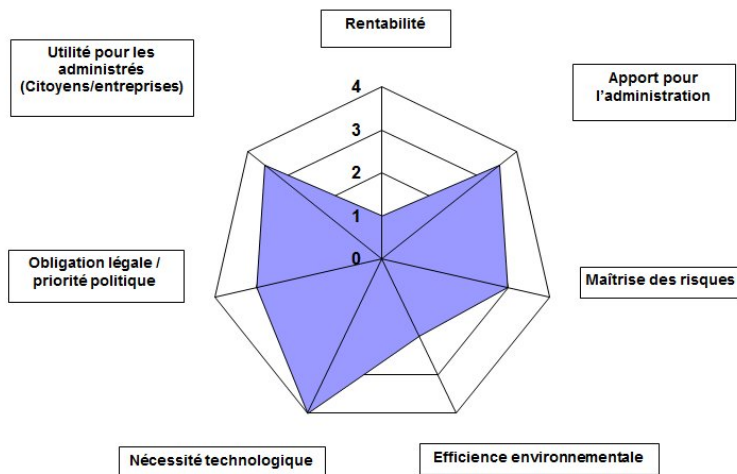 Rentabilité
Utilité pour les
administrés
(Citoyens/entreprises)
Apport pour
l'administration
4
3
2
1
0
Obligation légale /
priorité politique
Maîtrise des risques
Nécessité technologique
Efficience environnementale